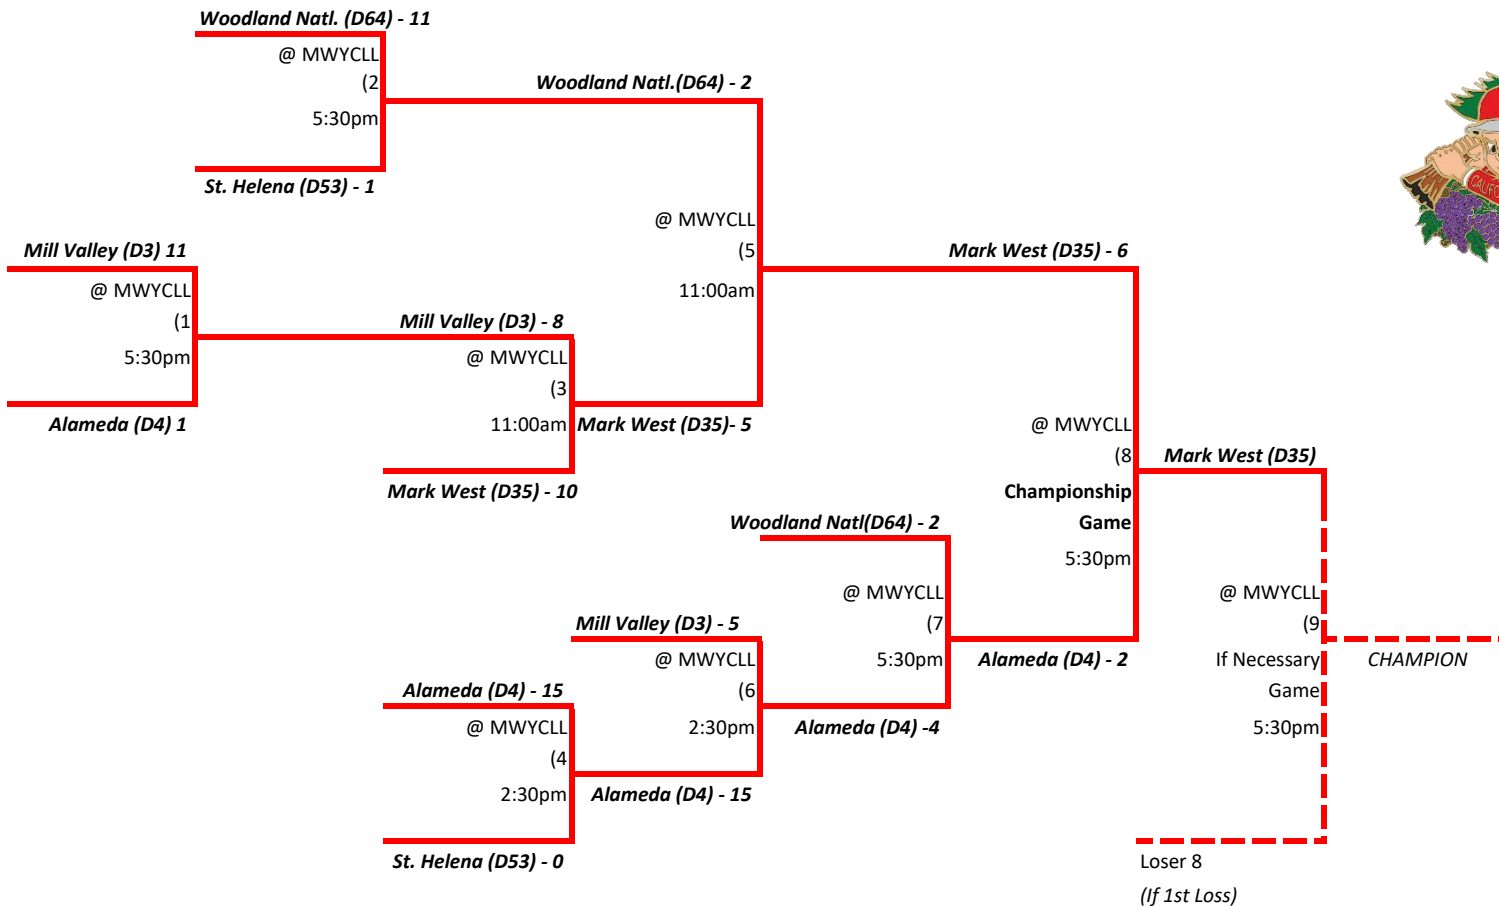 Woodland Natl. (D64) - 11
@ MWYCLL
(2
5:30pm
St. Helena (D53) - 1
Woodland Natl.(D64) - 2
Mill Valley (D3) 11
@ MWYCLL
(1
5:30pm
Alameda (D4) 1
Mill Valley (D3) - 8
@ MWYCLL
(3
11:00am
Mark West (D35) - 10
@ MWYCLL
(5
11:00am
Mark West (D35)- 5
Mark West (D35) - 6
@ MWYCLL
(8
Championship
Game
5:30pm
Mark West (D35)
Woodland Natl(D64) - 2
@ MWYCLL
(7
5:30pm
Alameda (D4) - 2
Mill Valley (D3) - 5
@ MWYCLL
(6
2:30pm
Alameda (D4) -4
Alameda (D4) - 15
@ MWYCLL
(4
2:30pm
Alameda (D4) - 15
St. Helena (D53) - 0
@ MWYCLL
(9
If Necessary
Game
5:30pm
CHAMPION
Loser 8
(If 1st Loss)